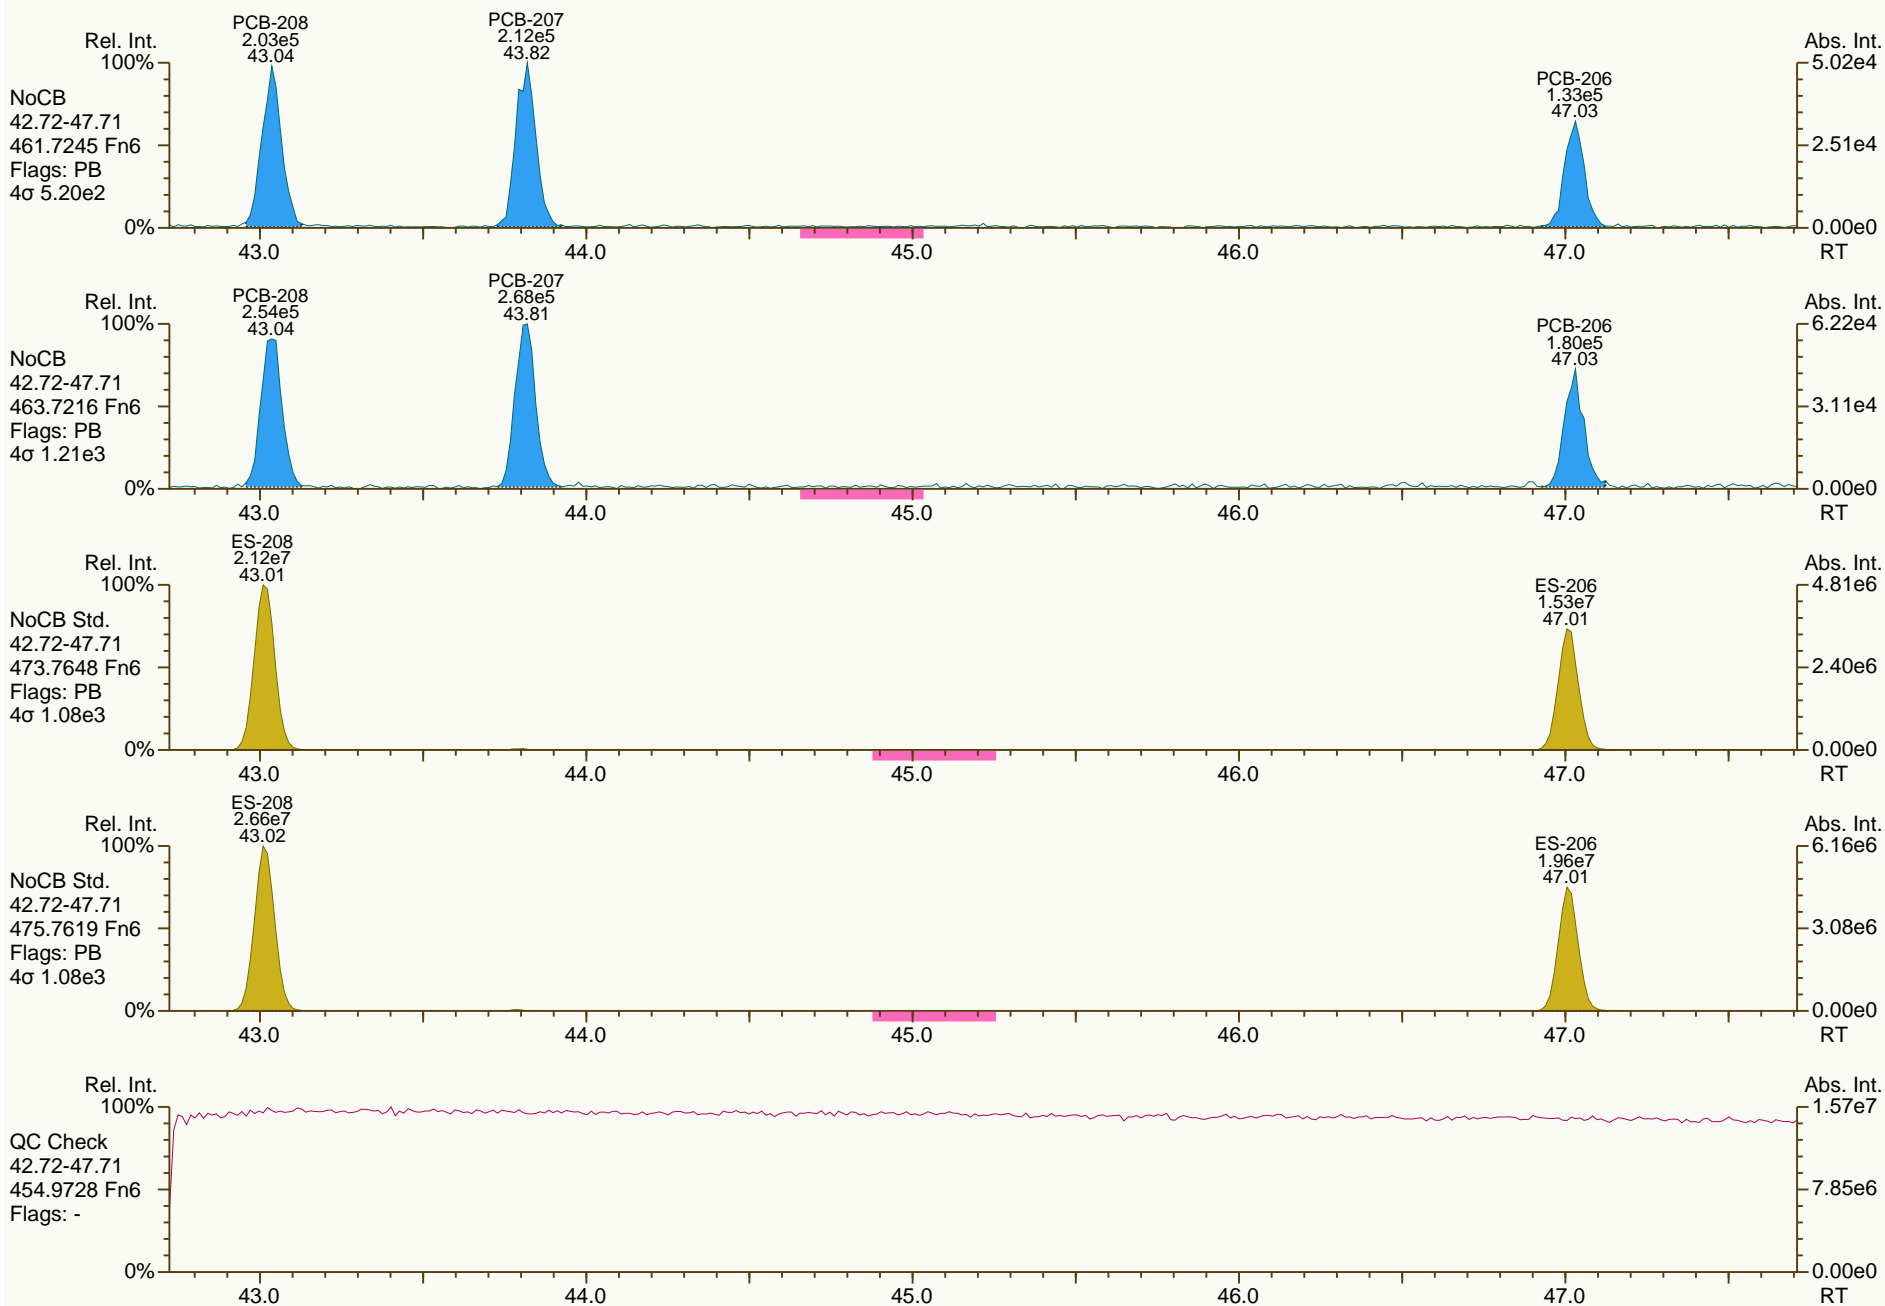 PCB-208
2.03e5
43.04
PCB-207
2.12e5
43.82
PCB-206
1.33e5
47.03
Rel. Int.
Abs. Int.
100%
5.02e4
2.51e4
0%
0.00e0
NoCB
42.72-47.71
461.7245 Fn6
Flags: PB
4σ 5.20e2
43.0 44.0 45.0 46.0 47.0 RT
PCB-208
2.54e5
43.04
PCB-207
2.68e5
43.81
PCB-206
1.80e5
47.03
Rel. Int.
Abs. Int.
100%
6.22e4
3.11e4
0%
0.00e0
NoCB
42.72-47.71
463.7216 Fn6
Flags: PB
4σ 1.21e3
43.0 44.0 45.0 46.0 47.0 RT
ES-208
2.12e7
43.01
ES-206
1.53e7
47.01
Rel. Int.
Abs. Int.
100%
4.81e6
2.40e6
0%
0.00e0
NoCB Std.
42.72-47.71
473.7648 Fn6
Flags: PB
4σ 1.08e3
43.0 44.0 45.0 46.0 47.0 RT
ES-208
2.66e7
43.02
ES-206
1.96e7
47.01
Rel. Int.
Abs. Int.
100%
6.16e6
3.08e6
0%
0.00e0
NoCB Std.
42.72-47.71
475.7619 Fn6
Flags: PB
4σ 1.08e3
43.0 44.0 45.0 46.0 47.0 RT
Rel. Int.
Abs. Int.
100%
1.57e7
7.85e6
0%
0.00e0
QC Check
42.72-47.71
454.9728 Fn6
Flags: -
43.0 44.0 45.0 46.0 47.0 RT